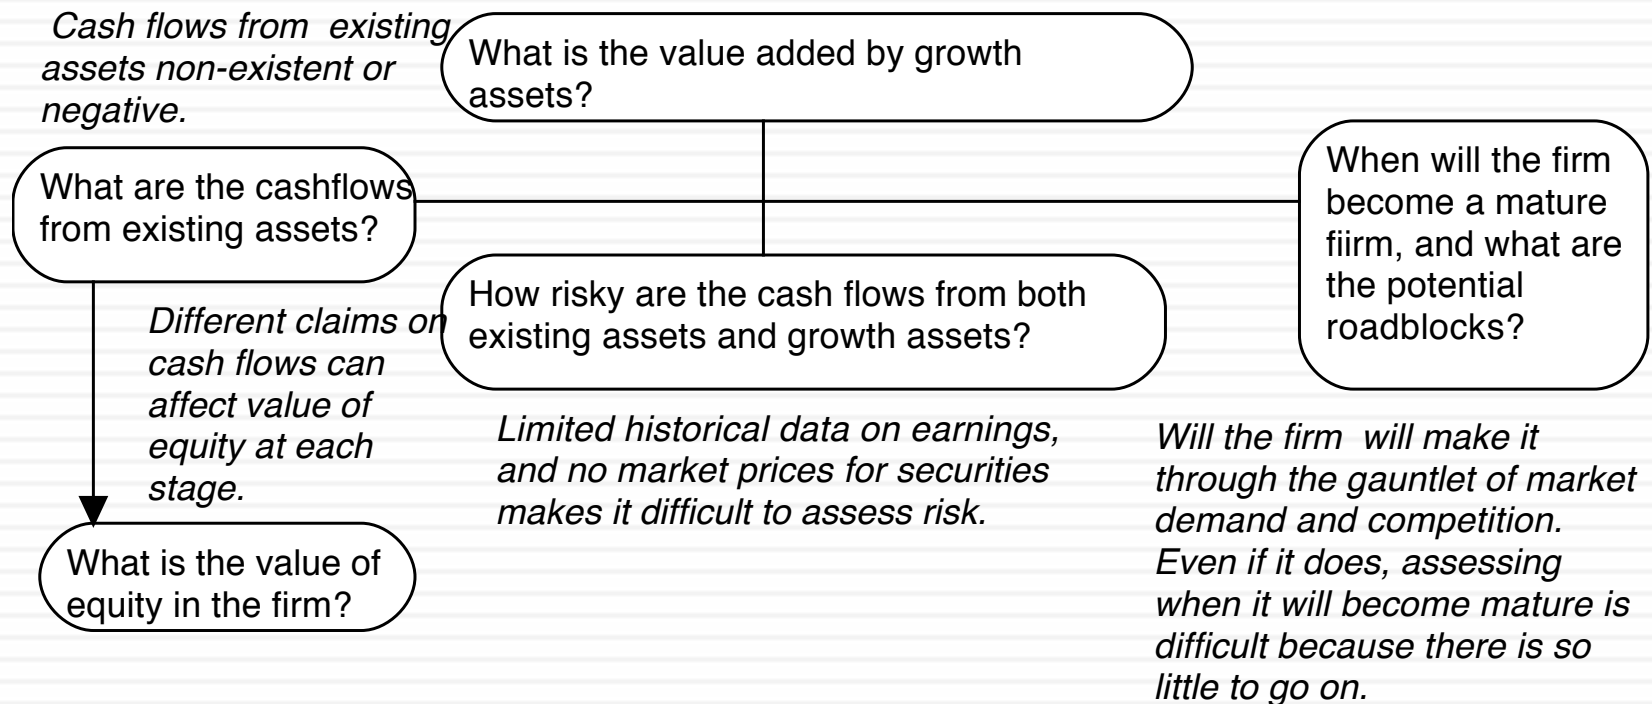 Cash flows from existing
assets non-existent or
negative.
What is the value added by growth
assets?
What are the cashflows
from existing assets?
When will the firm
become a mature
fiirm, and what are
the potential
roadblocks?
How risky are the cash flows from both
existing assets and growth assets?
Different claims on
cash flows can
affect value of
equity at each
stage.
Limited historical data on earnings,
and no market prices for securities
makes it difficult to assess risk.
Will the firm will make it
through the gauntlet of market
demand and competition.
Even if it does, assessing
when it will become mature is
difficult because there is so
little to go on.
What is the value of
equity in the firm?